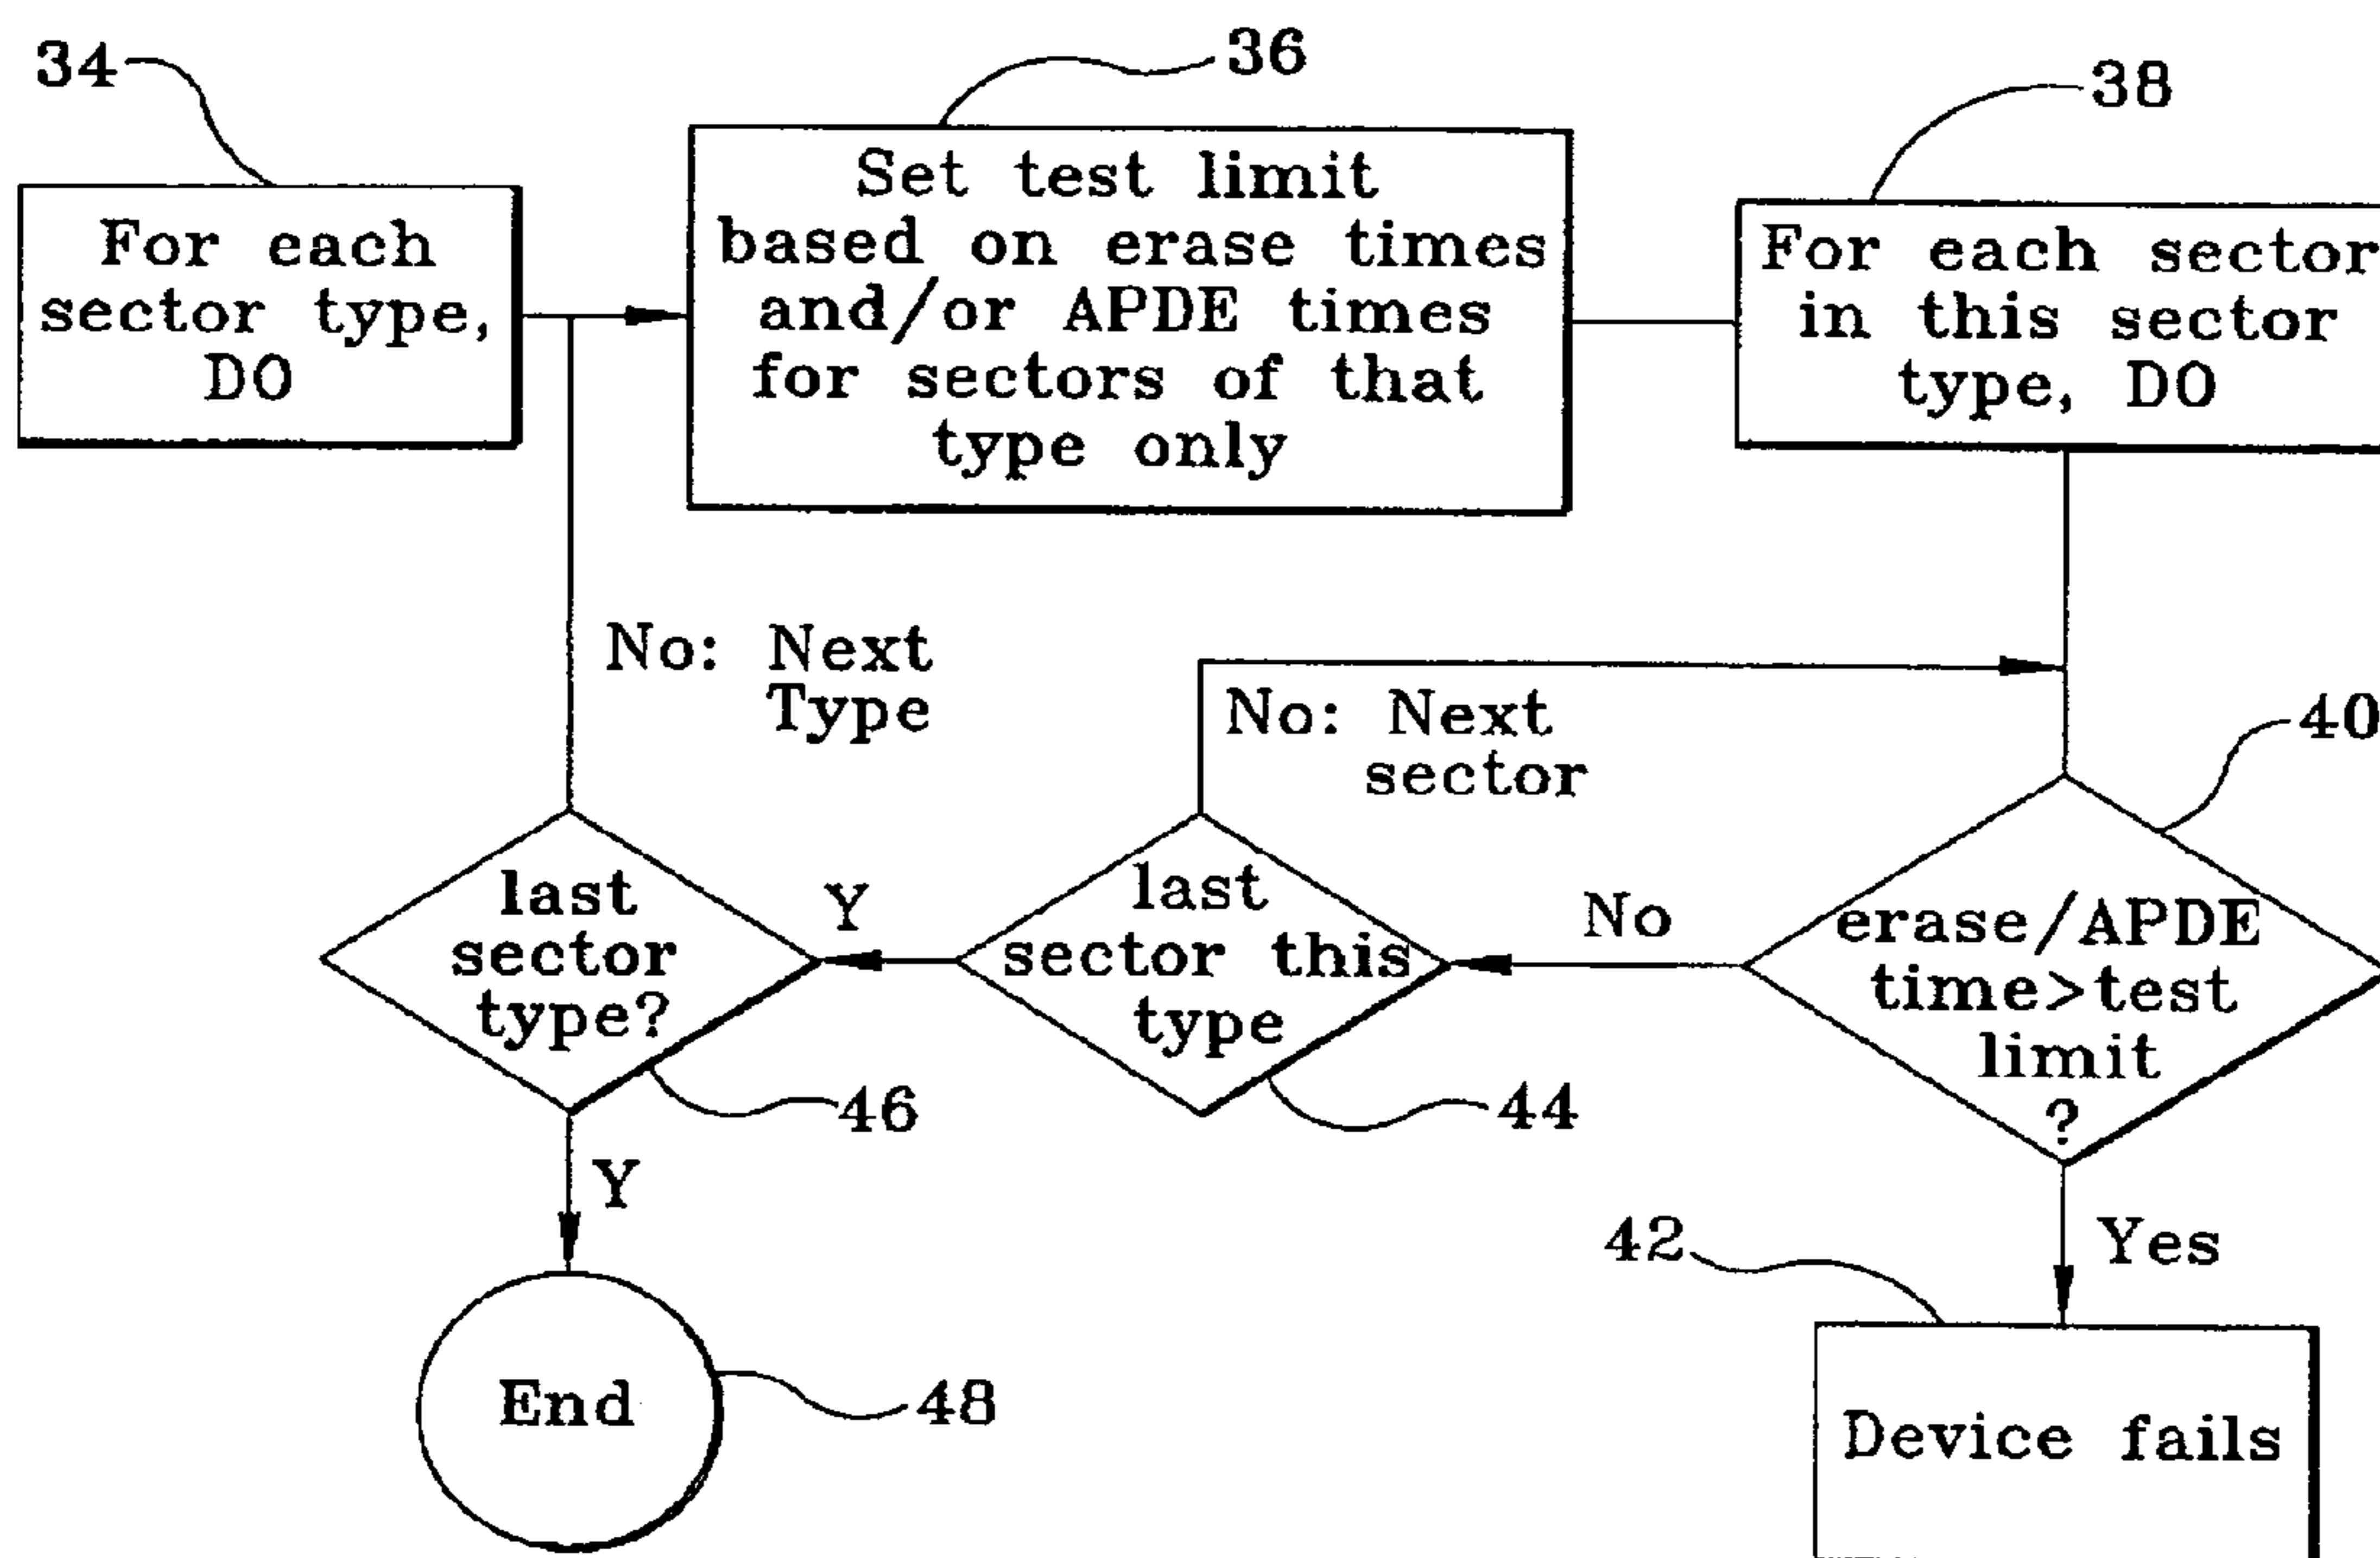 34
36
38
For each
sector type,
DO
Set test limit
based on erase times
and/or APDE times
for sectors of that
type only
For each sector
in this sector
type, DO
No: Next
Type
No: Next
sector
40
last
sector
type?
Y
last
sector this
type
No
erase/APDE
time>test
limit
?
46
44
Y
42
Yes
End
48
Device fails